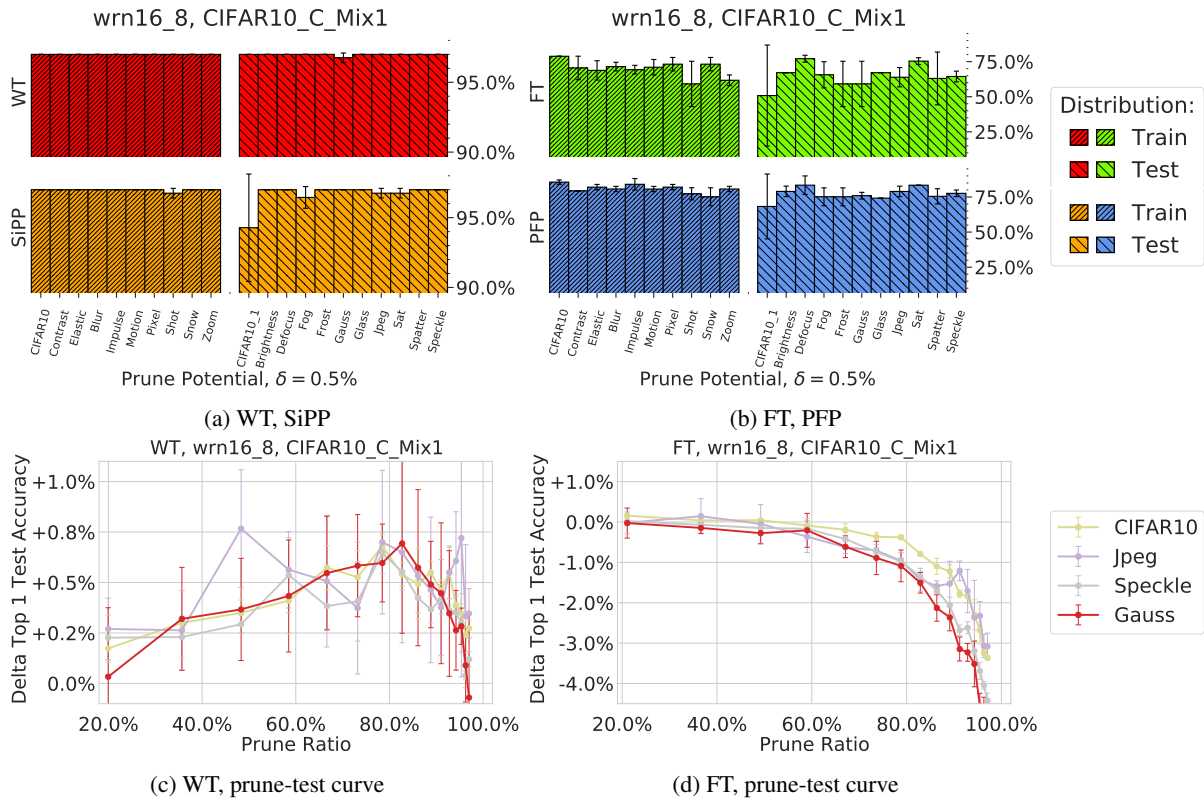 wrn16_8, CIFAR10_C_Mix1
WT
95.0%
90.0%
SiPP
95.0%
90.0%
CIFAR10
Contrast
Elastic
Blur
Impulse
Motion
Pixel
Shot
Snow
Zoom
CIFAR10_1
Brightness
Defocus
Fog
Frost
Gauss
Glass
Jpeg
Sat
Spatter
Speckle
Prune Potential, δ = 0.5%
(a) WT, SiPP
wrn16_8, CIFAR10_C_Mix1
FT
75.0%
50.0%
25.0%
PFP
75.0%
50.0%
25.0%
CIFAR10
Contrast
Elastic
Blur
Impulse
Motion
Pixel
Shot
Snow
Zoom
CIFAR10_1
Brightness
Defocus
Fog
Frost
Gauss
Glass
Jpeg
Sat
Spatter
Speckle
Prune Potential, δ = 0.5%
(b) FT, PFP
Distribution:
Train
Test
Train
Test
WT, wrn16_8, CIFAR10_C_Mix1
Delta Top 1 Test Accuracy
+1.0%
+0.8%
+0.5%
+0.2%
0.0%
20.0% 40.0% 60.0% 80.0% 100.0%
Prune Ratio
(c) WT, prune-test curve
FT, wrn16_8, CIFAR10_C_Mix1
Delta Top 1 Test Accuracy
+1.0%
0.0%
-1.0%
-2.0%
-3.0%
-4.0%
20.0% 40.0% 60.0% 80.0% 100.0%
Prune Ratio
(d) FT, prune-test curve
CIFAR10
Jpeg
Speckle
Gauss